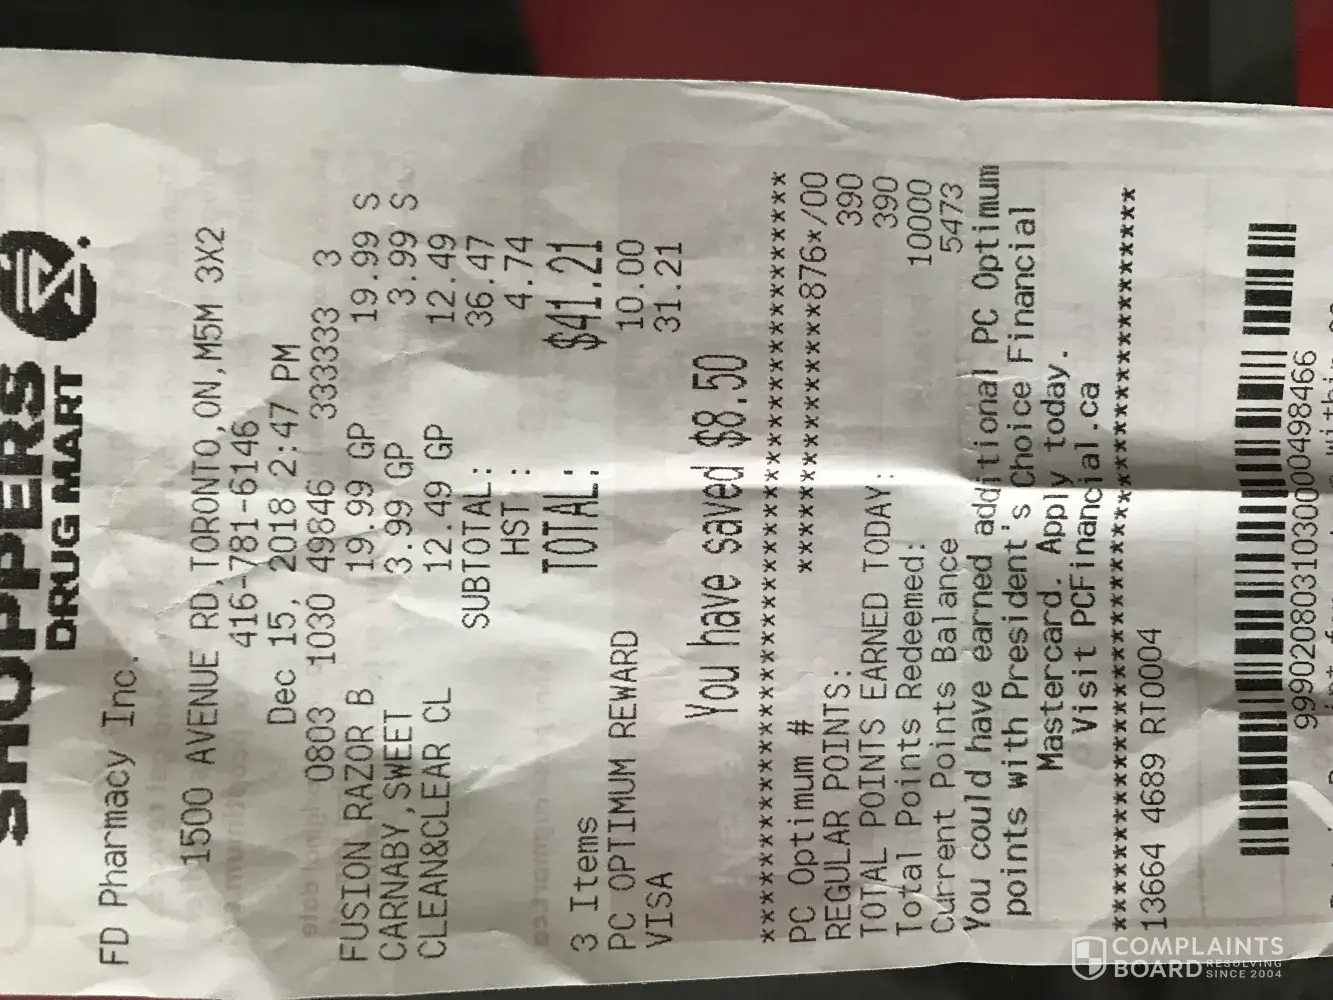 SHOPPERS
DRUG MART
FD Pharmacy Inc.
1500 AVENUE RD,TORONTO,ON,M5M 3X2
416-781-6146
Dec 15, 2018 2:47 PM
0803 1030 49846 333333 3
FUSION RAZOR B 19.99 GP 19.99 S
CARNABY,SWEET 3.99 GP 3.99 S
CLEAN&CLEAR CL 12.49 GP 12.49
SUBTOTAL: 36.47
HST : 4.74
TOTAL: $41.21
3 Items
PC OPTIMUM REWARD 10.00
VISA 31.21
You have saved $8.50
******************************************
PC Optimum # ************876*/00
REGULAR POINTS: 390
TOTAL POINTS EARNED TODAY: 390
Total Points Redeemed: 10000
Current Points Balance 5473
You could have earned additional PC Optimum
points with President's Choice Financial
Mastercard. Apply today.
Visit PCFinancial.ca
******************************************
13664 4689 RT0004
9990208031030000498466
COMPLAINTS
BOARD RESOLVING
SINCE 2004